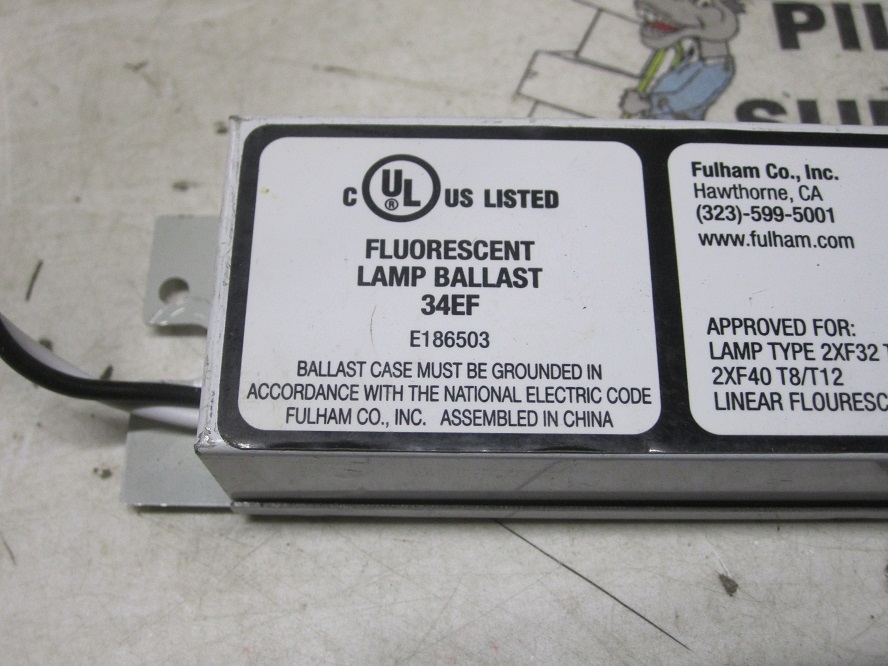 C UL ® US LISTED
FLUORESCENT
LAMP BALLAST
34EF
E186503
BALLAST CASE MUST BE GROUNDED IN
ACCORDANCE WITH THE NATIONAL ELECTRIC CODE
FULHAM CO., INC. ASSEMBLED IN CHINA
Fulham Co., Inc.
Hawthorne, CA
(323)-599-5001
www.fulham.com
APPROVED FOR:
LAMP TYPE 2XF32 T
2XF40 T8/T12
LINEAR FLOURESC